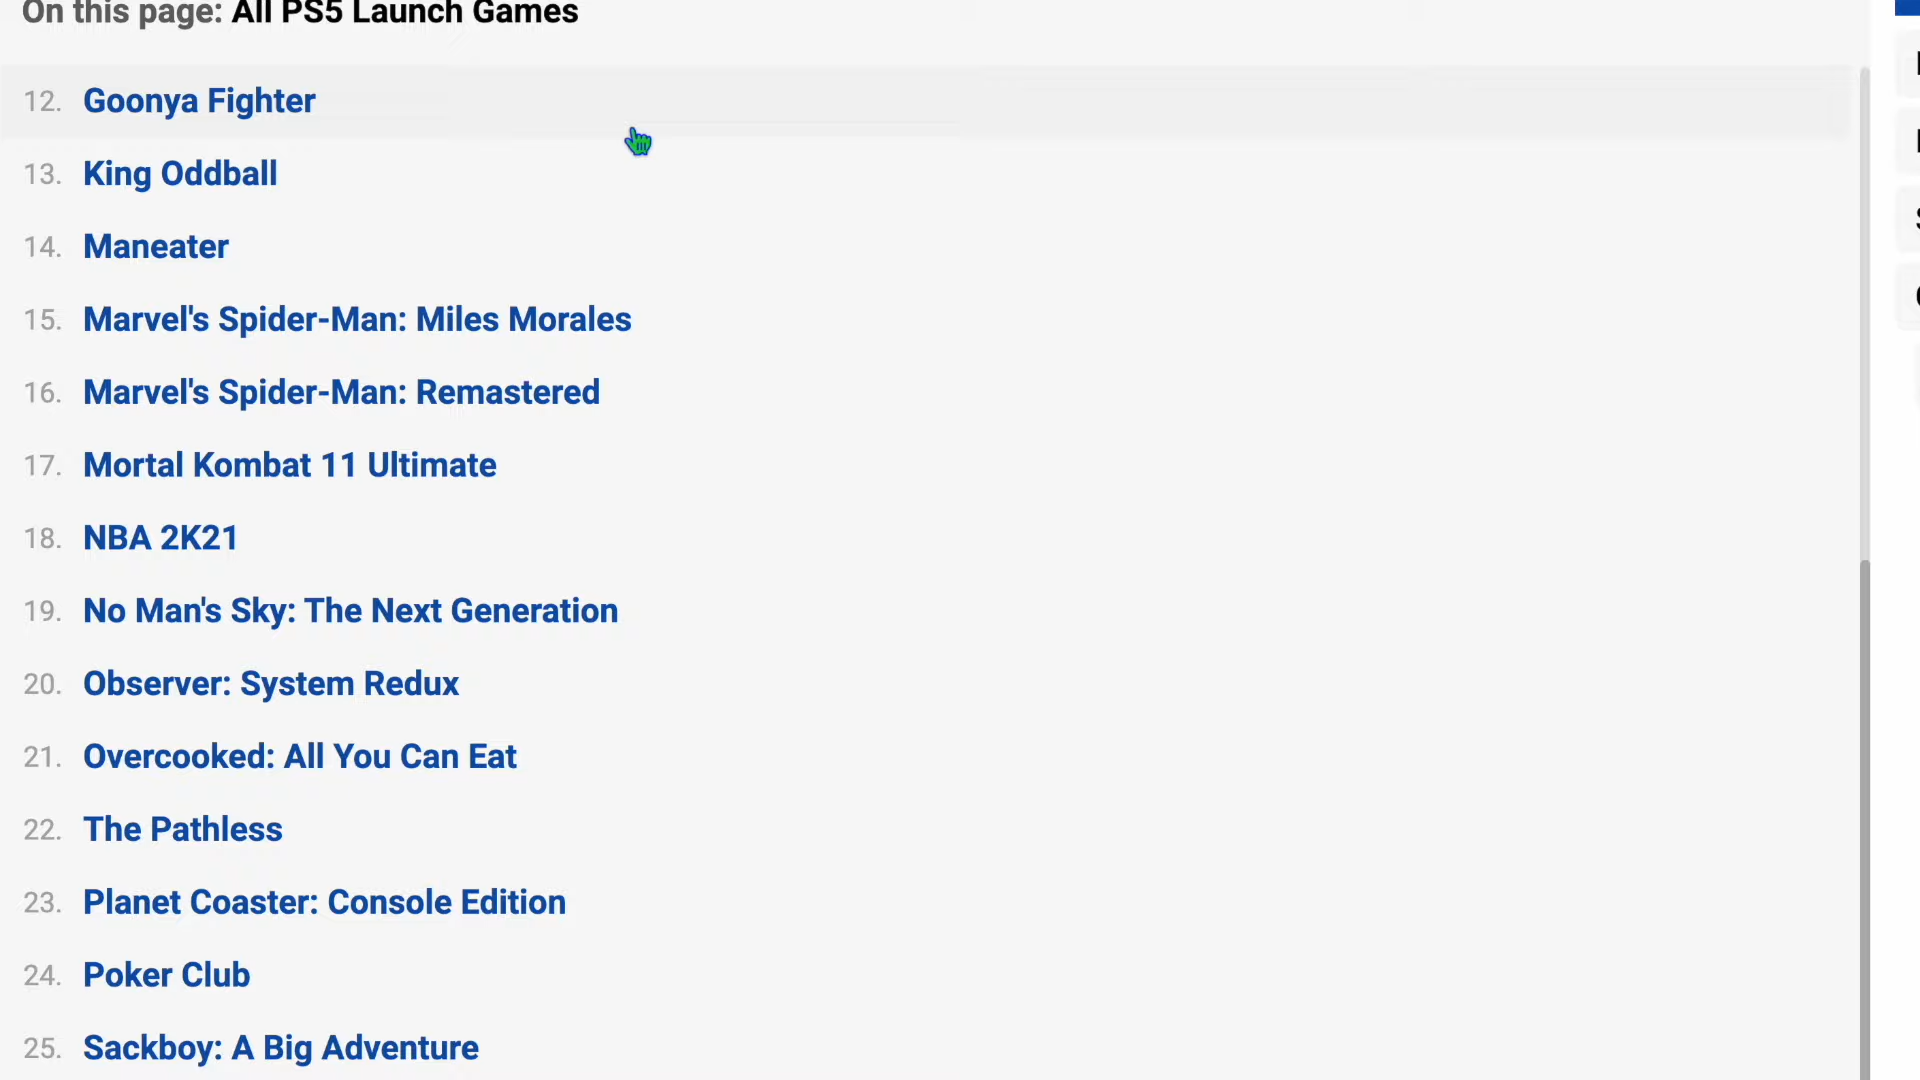 On this page: All PS5 Launch Games
12. Goonya Fighter
13. King Oddball
14. Maneater
15. Marvel's Spider-Man: Miles Morales
16. Marvel's Spider-Man: Remastered
17. Mortal Kombat 11 Ultimate
18. NBA 2K21
19. No Man's Sky: The Next Generation
20. Observer: System Redux
21. Overcooked: All You Can Eat
22. The Pathless
23. Planet Coaster: Console Edition
24. Poker Club
25. Sackboy: A Big Adventure